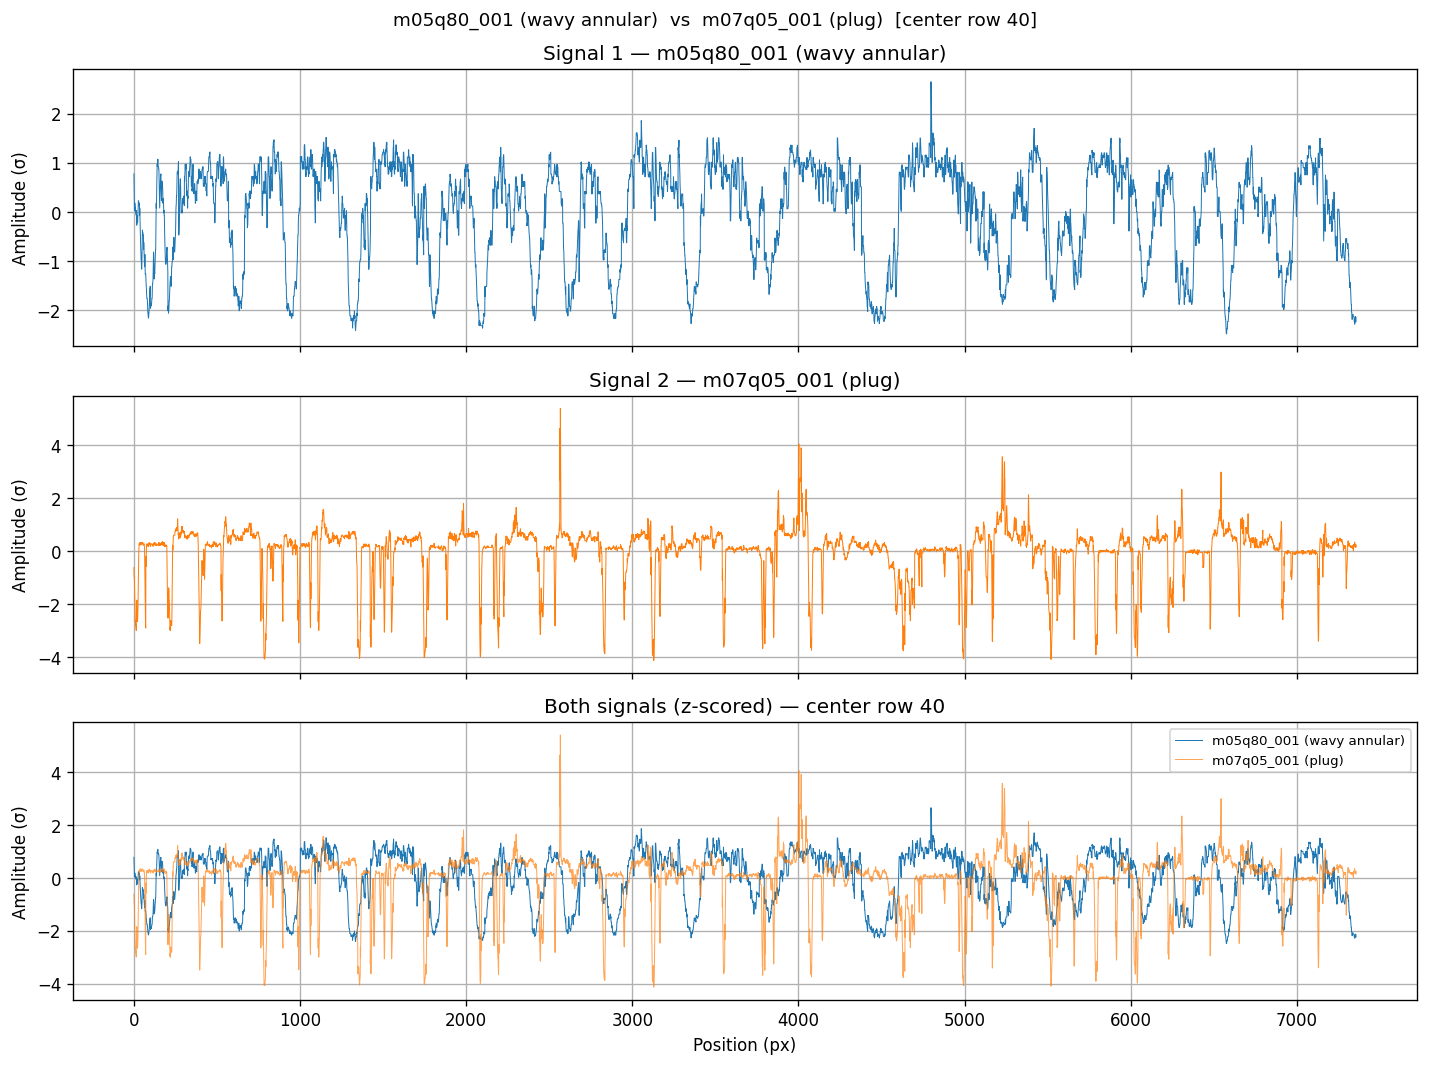 m05q80_001 (wavy annular)  vs  m07q05_001 (plug)  [center row 40]
Signal 1 — m05q80_001 (wavy annular)
Amplitude (σ)
2
1
0
−1
−2
Signal 2 — m07q05_001 (plug)
Amplitude (σ)
4
2
0
−2
−4
Both signals (z-scored) — center row 40
Amplitude (σ)
4
2
0
−2
−4
m05q80_001 (wavy annular)
m07q05_001 (plug)
0 1000 2000 3000 4000 5000 6000 7000
Position (px)